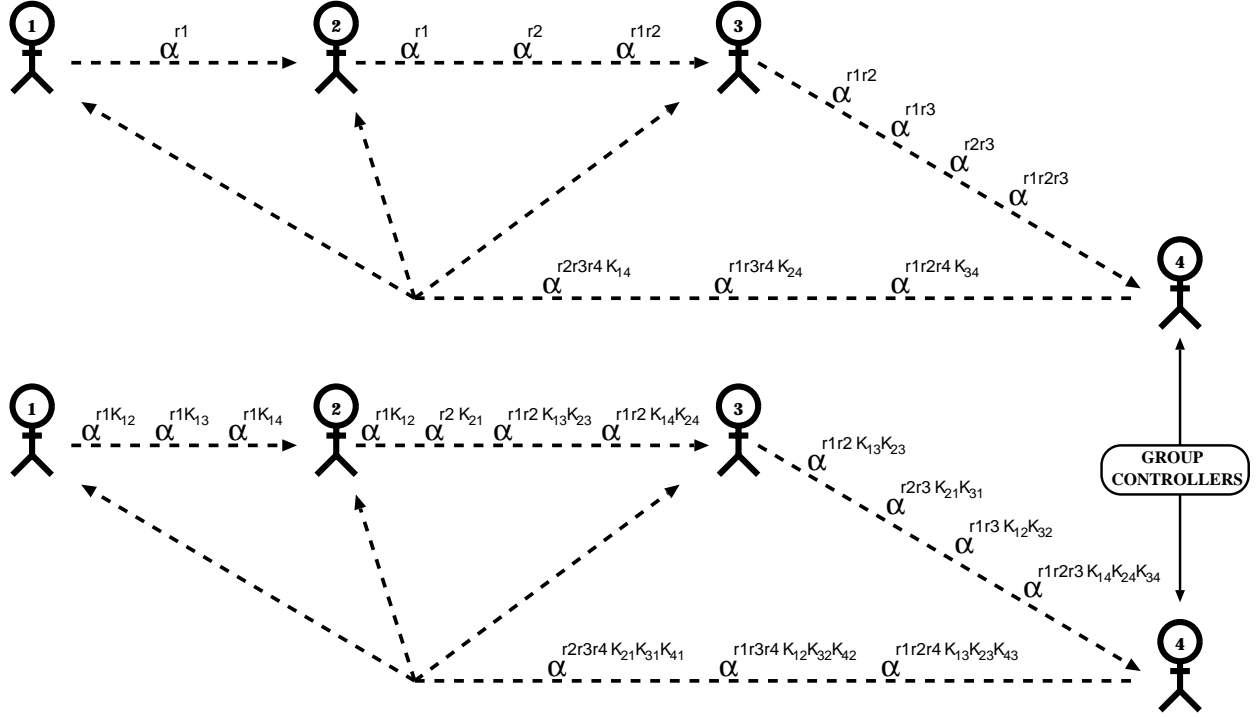 1 2 3
α^r1 α^r1 α^r2 α^r1r2
α^r1r2
α^r1r3
α^r2r3
α^r1r2r3
4
α^r2r3r4 K₁₄ α^r1r3r4 K₂₄ α^r1r2r4 K₃₄
1 2 3
α^r1K₁₂ α^r1K₁₃ α^r1K₁₄ α^r1K₁₂ α^r2 K₂₁ α^r1r2 K₁₃K₂₃ α^r1r2 K₁₄K₂₄
α^r1r2 K₁₃K₂₃
GROUP
CONTROLLERS
α^r2r3 K₂₁K₃₁
α^r1r3 K₁₂K₃₂
α^r1r2r3 K₁₄K₂₄K₃₄
4
α^r2r3r4 K₂₁K₃₁K₄₁ α^r1r3r4 K₁₂K₃₂K₄₂ α^r1r2r4 K₁₃K₂₃K₄₃